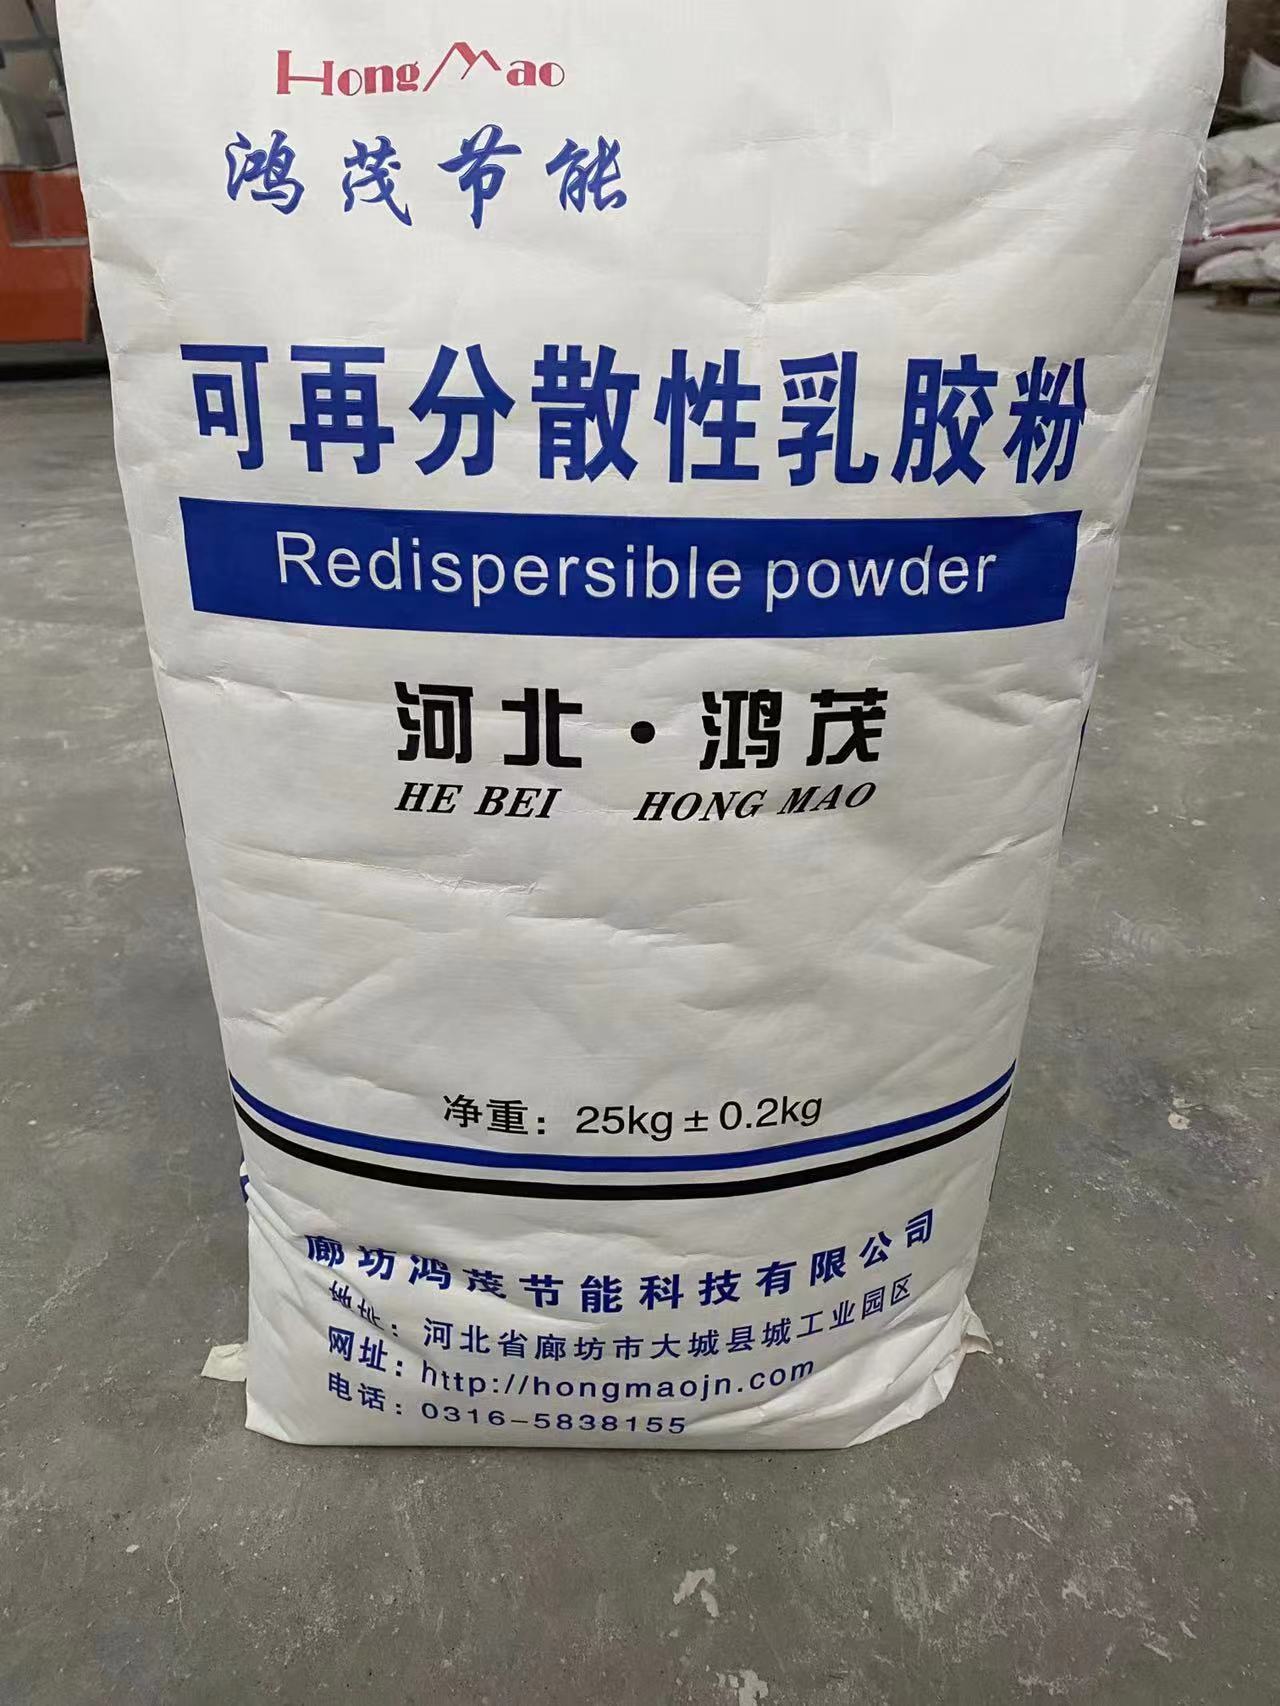 HongMao
鸿茂节能
可再分散性乳胶粉
Redispersible powder
河北·鸿茂
HE BEI HONG MAO
净重：25kg±0.2kg
廊坊鸿茂节能科技有限公司
河北省廊坊市大城县城工业园区
网址：http://hongmaojn.com
电话：0316-5838155